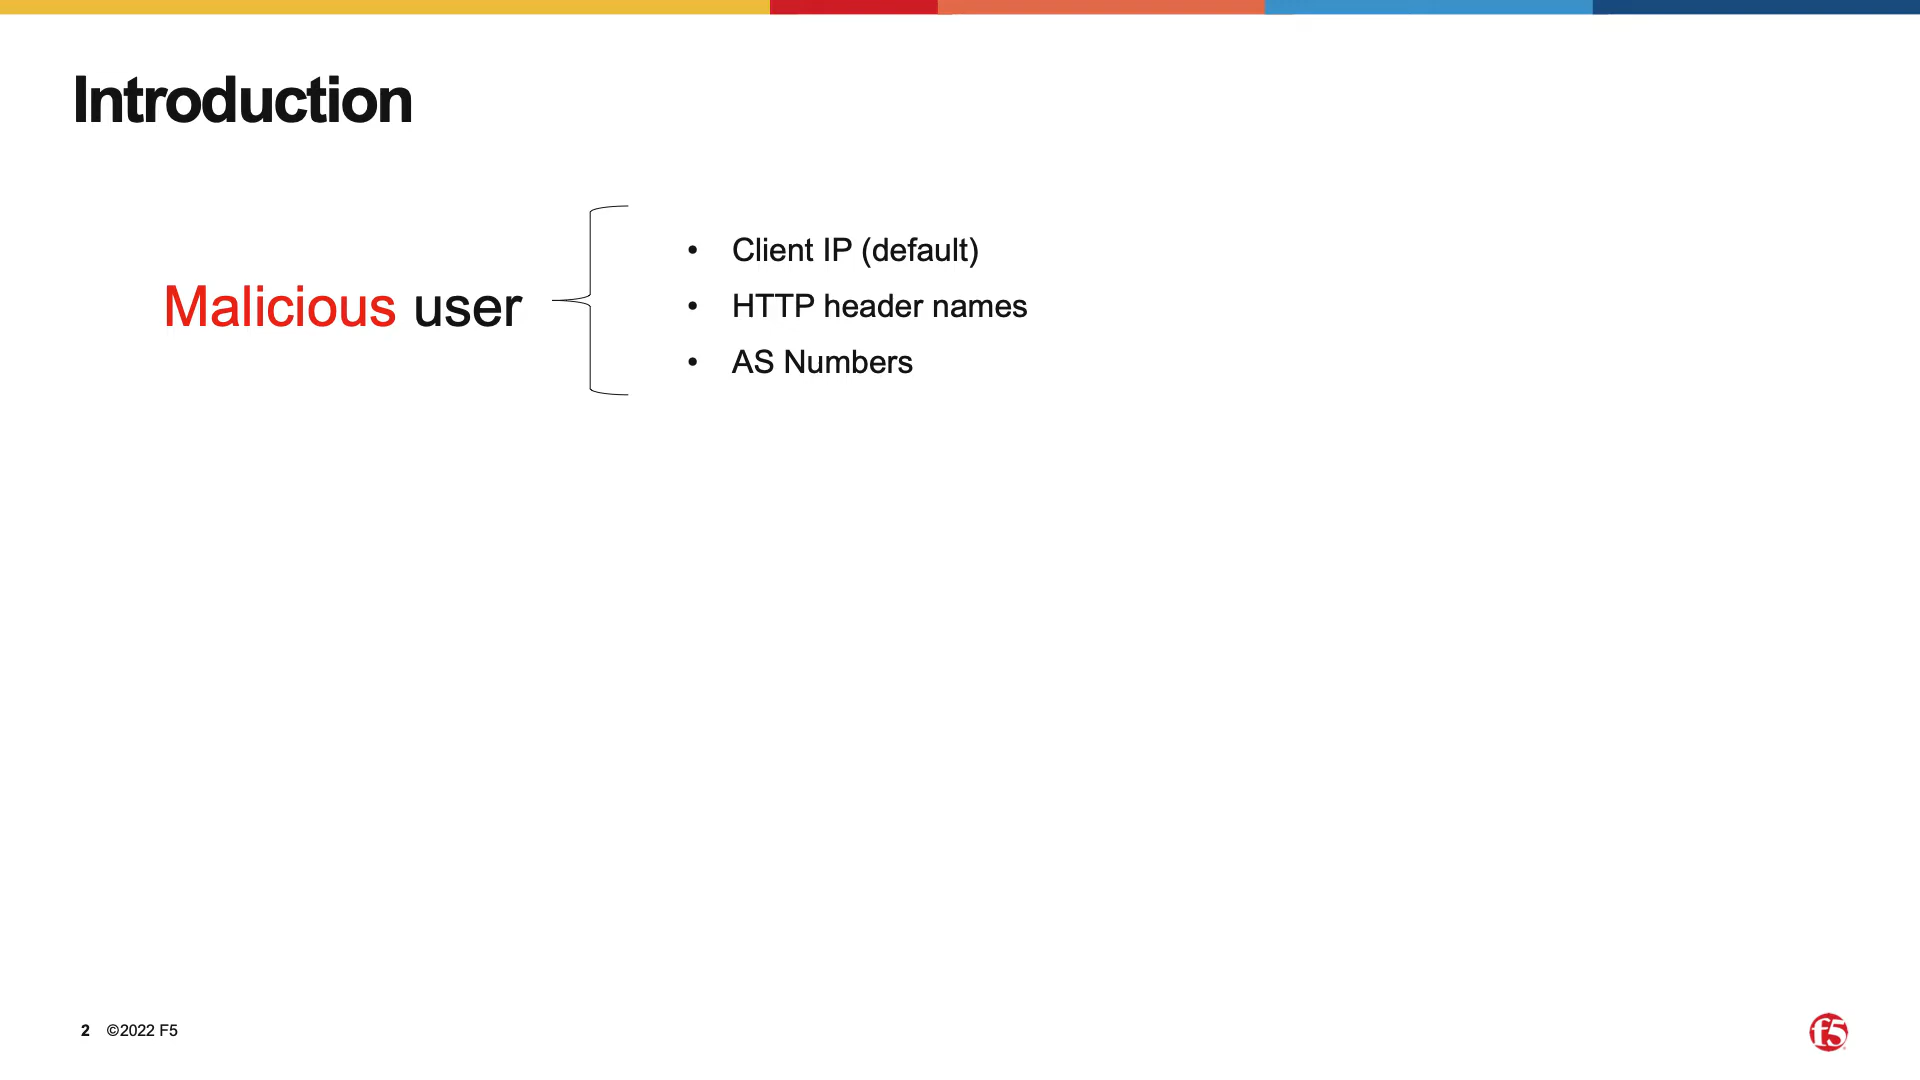 Introduction
Malicious user
• Client IP (default)
• HTTP header names
• AS Numbers
2 ©2022 F5
f5